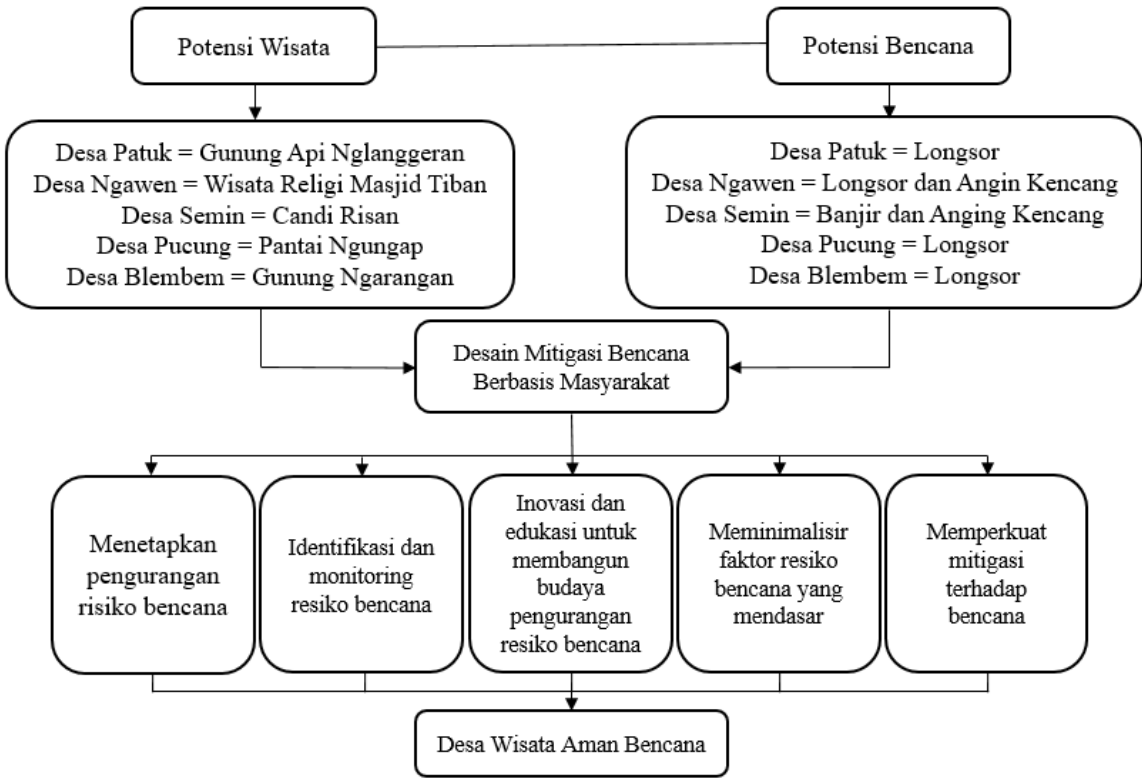 Potensi Wisata
Potensi Bencana
Desa Patuk = Gunung Api Nglanggeran
Desa Ngawen = Wisata Religi Masjid Tiban
Desa Semin = Candi Risan
Desa Pucung = Pantai Ngungap
Desa Blembem = Gunung Ngarangan
Desa Patuk = Longsor
Desa Ngawen = Longsor dan Angin Kencang
Desa Semin = Banjir dan Anging Kencang
Desa Pucung = Longsor
Desa Blembem = Longsor
Desain Mitigasi Bencana
Berbasis Masyarakat
Menetapkan
pengurangan
risiko bencana
Identifikasi dan
monitoring
resiko bencana
Inovasi dan
edukasi untuk
membangun
budaya
pengurangan
resiko bencana
Meminimalisir
faktor resiko
bencana yang
mendasar
Memperkuat
mitigasi
terhadap
bencana
Desa Wisata Aman Bencana